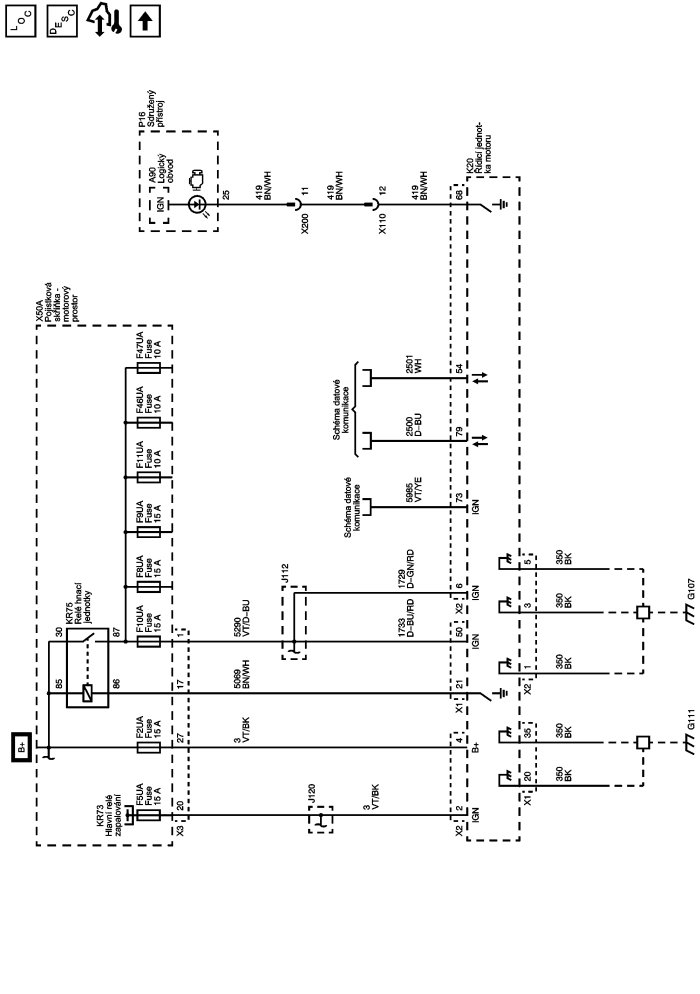 LOC
DESC
P16
Sdružený
přístroj
A90
Logický
obvod
IGN
25
419
BN/WH
11
X200
419
BN/WH
12
X110
419
BN/WH
68
K20
Řídicí jednot-
ka motoru
X50A
Pojistková
skříňka -
motorový
prostor
F47UA
Fuse
10 A
F46UA
Fuse
10 A
F11UA
Fuse
10 A
F9UA
Fuse
15 A
F8UA
Fuse
15 A
F10UA
Fuse
15 A
KR75
Relé hnací
jednotky
30
87
85
86
B+
F2UA
Fuse
15 A
F5UA
Fuse
15 A
KR73
Hlavní relé
zapalování
1
17
27
20
X3
5290
VT/D–BU
5069
BN/WH
3
VT/BK
J112
J120
3
VT/BK
1729
D–GN/RD
1733
D–BU/RD
Schéma datové
komunikace
Schéma datové
komunikace
2501
WH
2500
D–BU
5985
VT/YE
54
79
73
IGN
6
IGN
X2
50
IGN
21
X1
4
B+
2
IGN
X2
5
3
1
X2
35
20
X1
350
BK
350
BK
350
BK
350
BK
350
BK
G107
G111